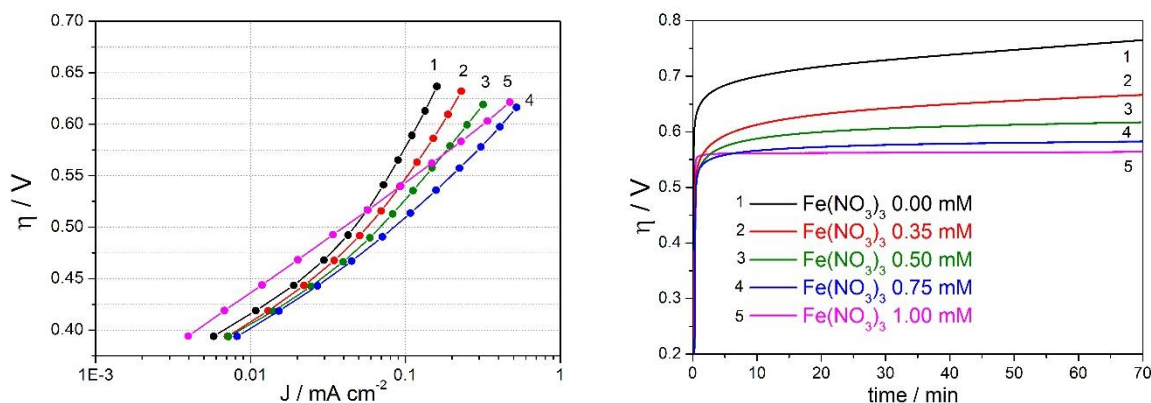 0.70
0.65
0.60
0.55
0.50
0.45
0.40
η / V
1
2
3
5
4
1E-3
0.01
0.1
1
J / mA cm⁻²
0.8
0.7
0.6
0.5
0.4
0.3
0.2
η / V
1
2
3
4
5
1 Fe(NO₃)₃ 0.00 mM
2 Fe(NO₃)₃ 0.35 mM
3 Fe(NO₃)₃ 0.50 mM
4 Fe(NO₃)₃ 0.75 mM
5 Fe(NO₃)₃ 1.00 mM
0 10 20 30 40 50 60 70
time / min